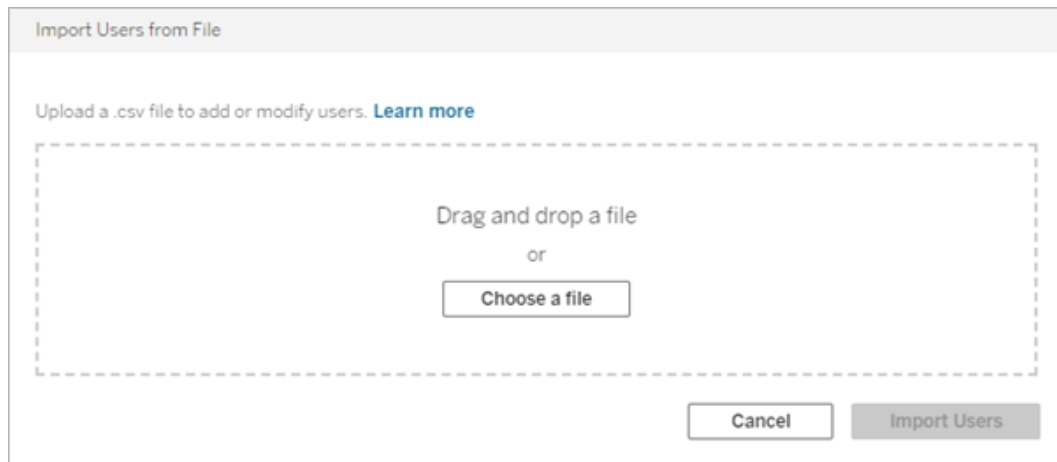 Import Users from File
Upload a .csv file to add or modify users. Learn more
Drag and drop a file
or
Choose a file
Cancel Import Users